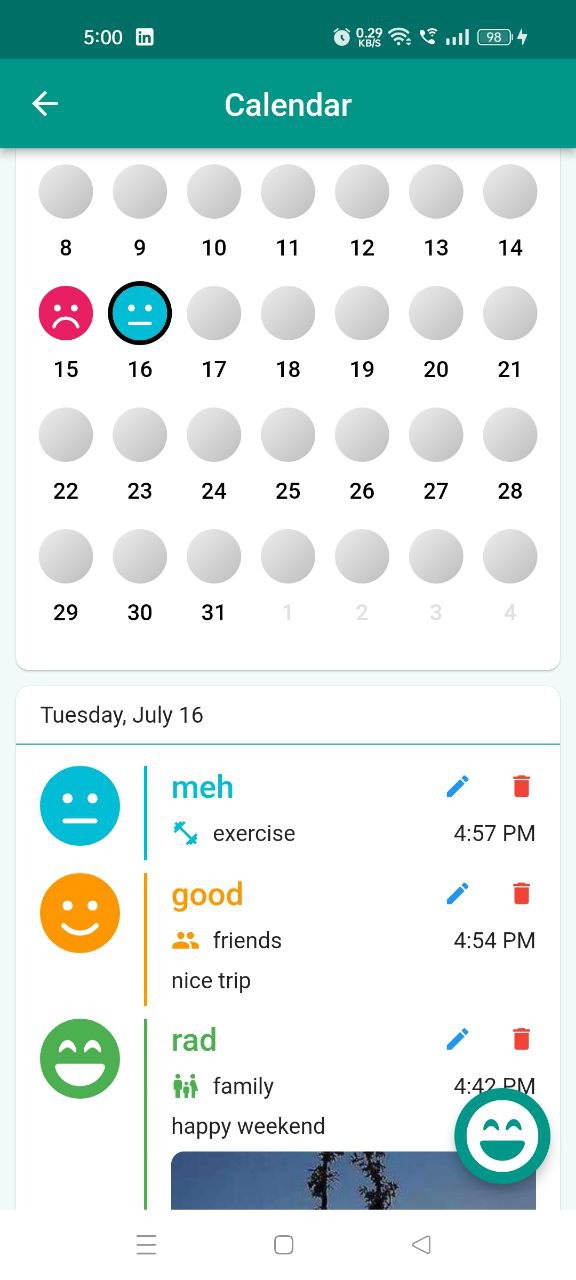 5:00 in 0.29 KB/S 98
Calendar
8 9 10 11 12 13 14
15 16 17 18 19 20 21
22 23 24 25 26 27 28
29 30 31 1 2 3 4
Tuesday, July 16
meh
exercise 4:57 PM
good
friends 4:54 PM
nice trip
rad
family 4:42 PM
happy weekend